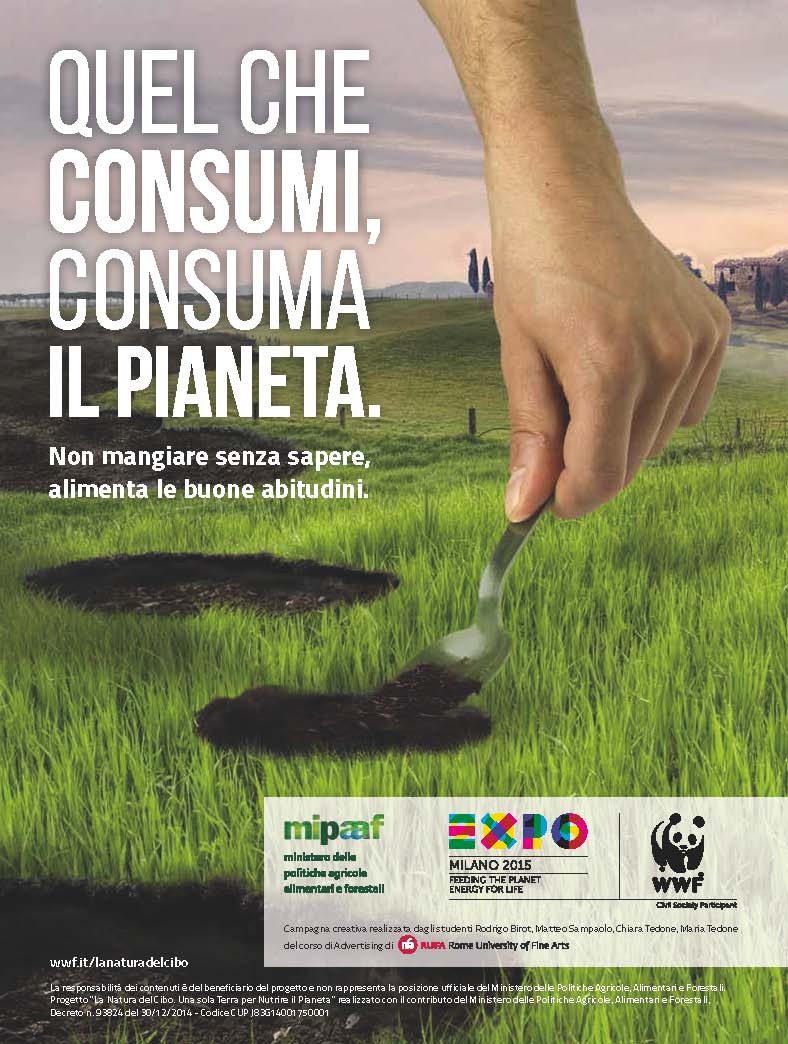 QUEL CHE
CONSUMI,
CONSUMA
IL PIANETA.
Non mangiare senza sapere,
alimenta le buone abitudini.
mipaaf
ministero delle
politiche agricole
alimentari e forestali
EXPO
MILANO 2015
FEEDING THE PLANET
ENERGY FOR LIFE
WWF
Civil Society Participant
Campagna creativa realizzata dagli studenti Rodrigo Birot, Matteo Sampaolo, Chiara Tedone, Maria Tedone
del corso di Advertising di rufa RUFA Rome University of Fine Arts
wwf.it/lanaturadelcibo
La responsabilità dei contenuti è del beneficiario del progetto e non rappresenta la posizione ufficiale del Ministero delle Politiche Agricole, Alimentari e Forestali.
Progetto "La Natura del Cibo. Una sola Terra per Nutrire il Pianeta" realizzato con il contributo del Ministero delle Politiche Agricole, Alimentari e Forestali,
Decreto n. 93824 del 30/12/2014 - Codice CUP J83G14001750001